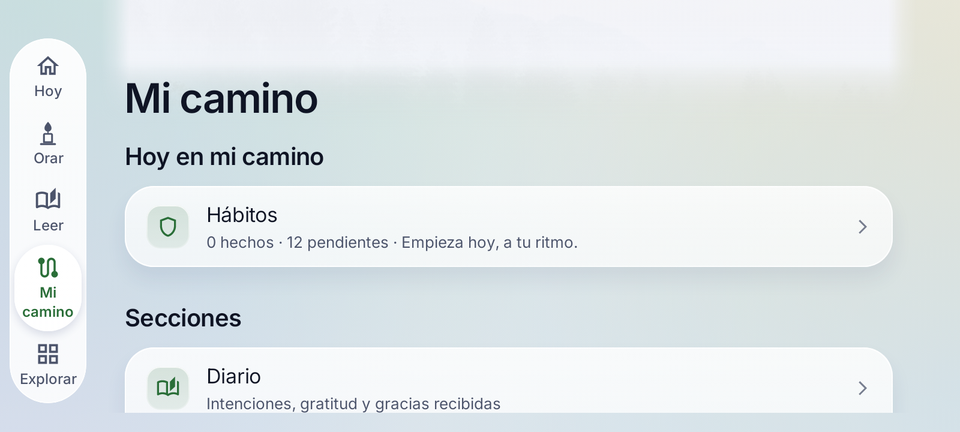 Hoy
Orar
Leer
Mi
camino
Explorar
Mi camino
Hoy en mi camino
Hábitos
0 hechos · 12 pendientes · Empieza hoy, a tu ritmo.
Secciones
Diario
Intenciones, gratitud y gracias recibidas